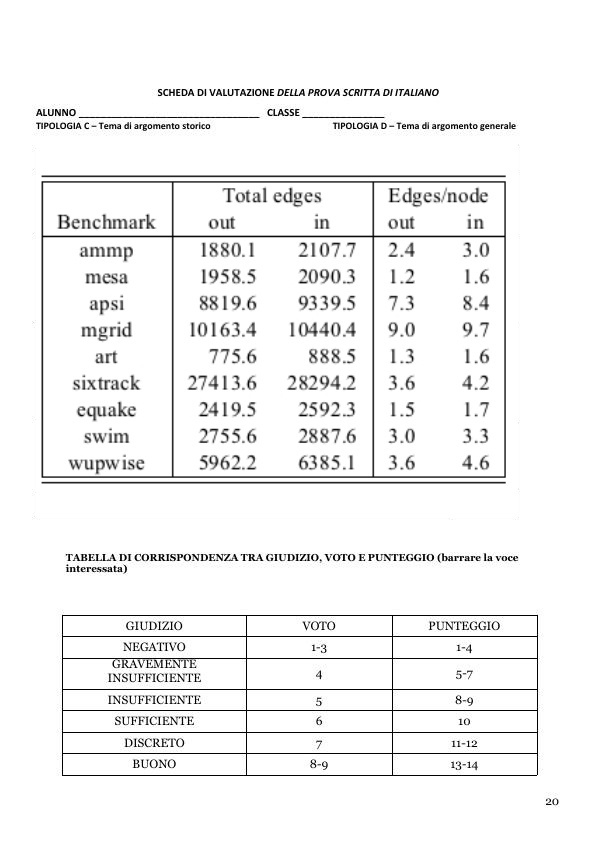 SCHEDA DI VALUTAZIONE DELLA PROVA SCRITTA DI ITALIANO
ALUNNO _________________________________ CLASSE _______________
TIPOLOGIA C – Tema di argomento storico TIPOLOGIA D – Tema di argomento generale
Total edges Edges/node
Benchmark out in out in
ammp 1880.1 2107.7 2.4 3.0
mesa 1958.5 2090.3 1.2 1.6
apsi 8819.6 9339.5 7.3 8.4
mgrid 10163.4 10440.4 9.0 9.7
art 775.6 888.5 1.3 1.6
sixtrack 27413.6 28294.2 3.6 4.2
equake 2419.5 2592.3 1.5 1.7
swim 2755.6 2887.6 3.0 3.3
wupwise 5962.2 6385.1 3.6 4.6
TABELLA DI CORRISPONDENZA TRA GIUDIZIO, VOTO E PUNTEGGIO (barrare la voce
interessata)
GIUDIZIO VOTO PUNTEGGIO
NEGATIVO 1-3 1-4
GRAVEMENTE
INSUFFICIENTE 4 5-7
INSUFFICIENTE 5 8-9
SUFFICIENTE 6 10
DISCRETO 7 11-12
BUONO 8-9 13-14
20